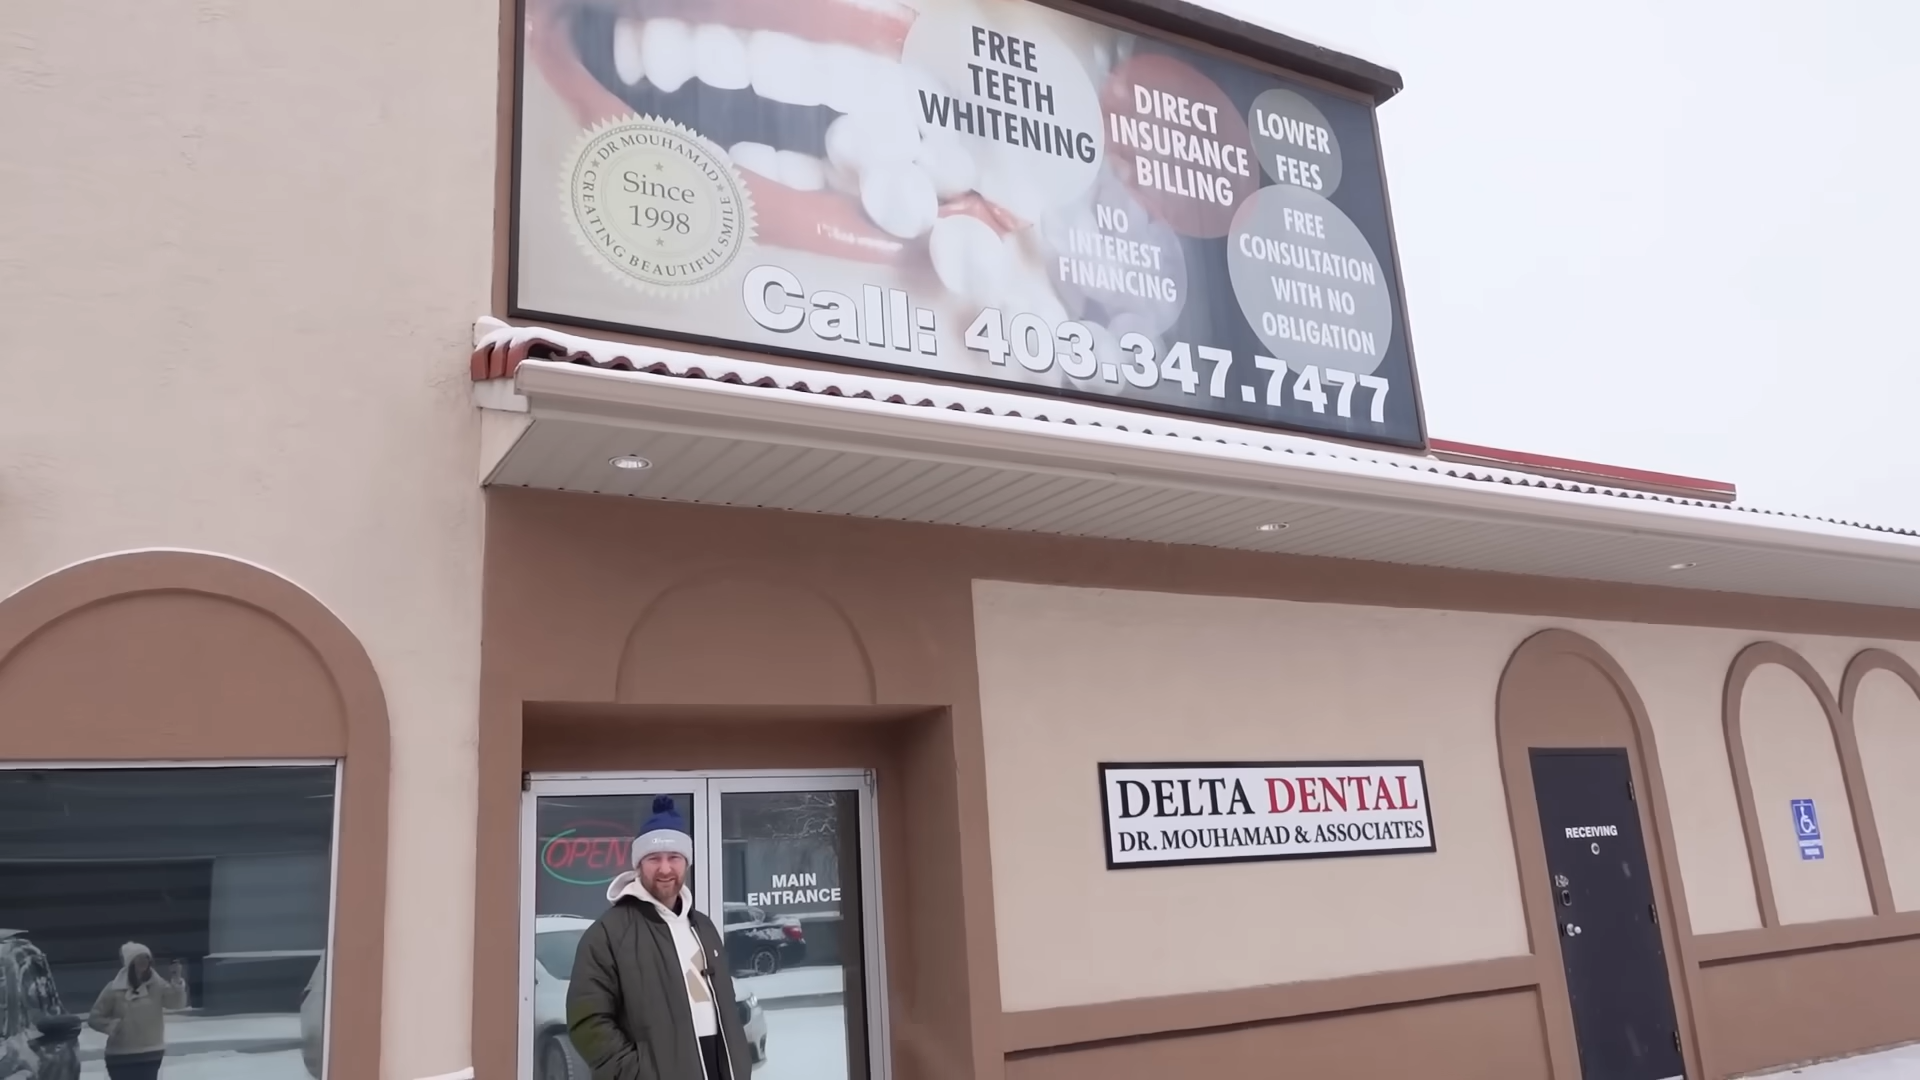 FREE
TEETH
WHITENING
DIRECT
INSURANCE
BILLING
LOWER
FEES
DR MOUHAMAD
CREATING BEAUTIFUL SMILE
Since
1998
NO
INTEREST
FINANCING
FREE
CONSULTATION
WITH NO
OBLIGATION
Call: 403.347.7477
DELTA DENTAL
DR. MOUHAMAD & ASSOCIATES
OPEN
MAIN
ENTRANCE
RECEIVING